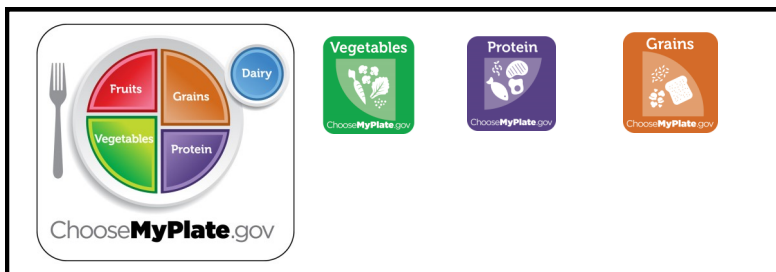 Fruits
Grains
Dairy
Vegetables
Protein
ChooseMyPlate.gov
Vegetables
ChooseMyPlate.gov
Protein
ChooseMyPlate.gov
Grains
ChooseMyPlate.gov